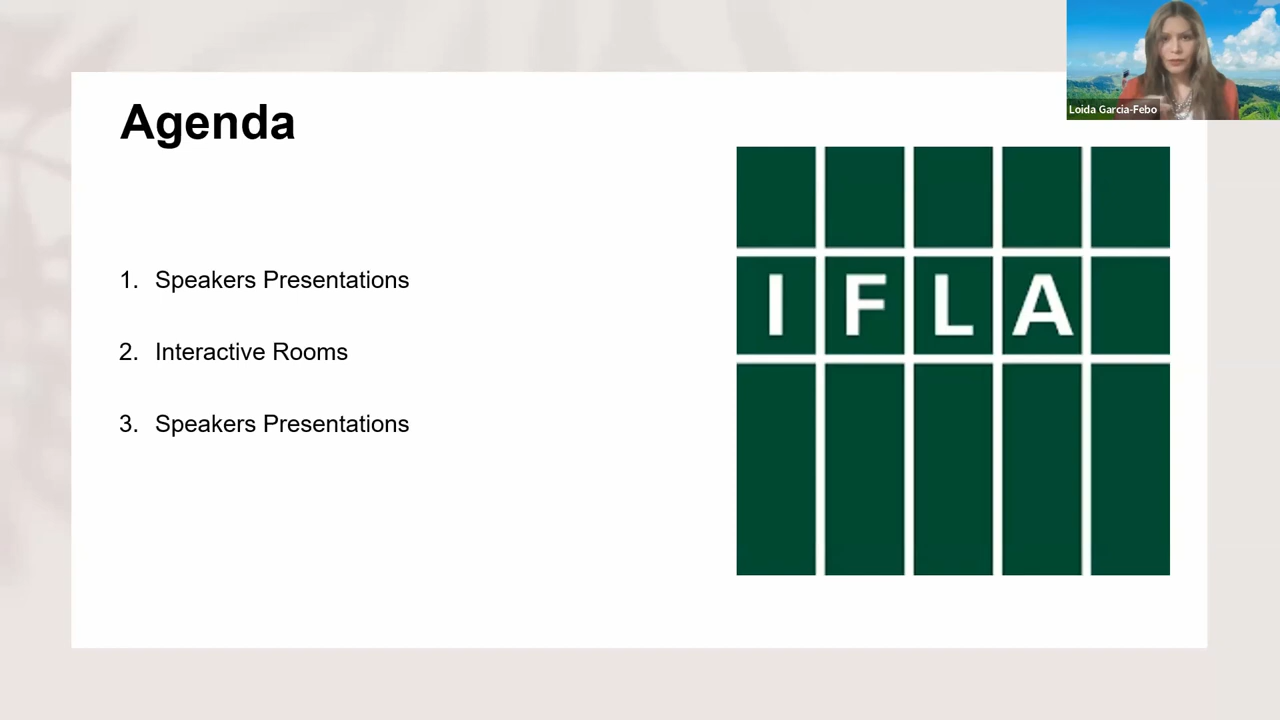 Agenda
1. Speakers Presentations
2. Interactive Rooms
3. Speakers Presentations
IFLA
Loida Garcia-Febo